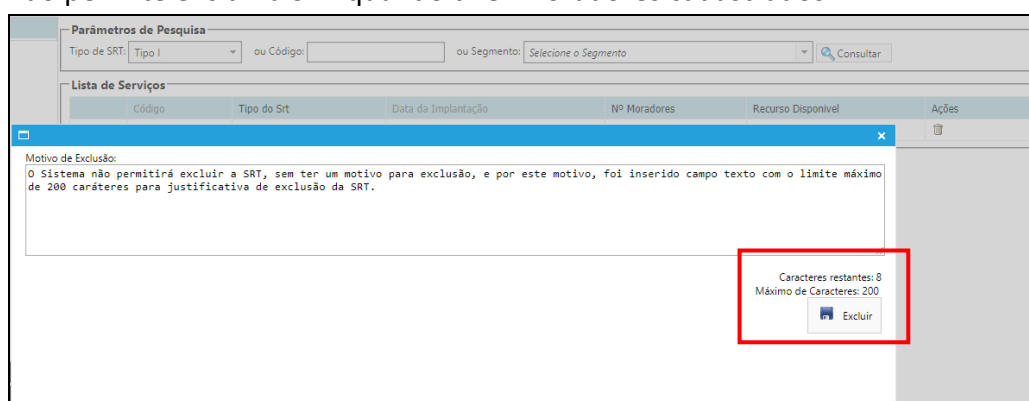 Parâmetros de Pesquisa
Tipo de SRT: Tipo I ou Código: ou Segmento: Selecione o Segmento Consultar
Lista de Serviços
Código Tipo do Srt Data da Implantação Nº Moradores Recurso Disponivel Ações
Motivo de Exclusão:
O Sistema não permitirá excluir a SRT, sem ter um motivo para exclusão, e por este motivo, foi inserido campo texto com o limite máximo
de 200 caráteres para justificativa de exclusão da SRT.
Caracteres restantes: 8
Máximo de Caracteres: 200
Excluir